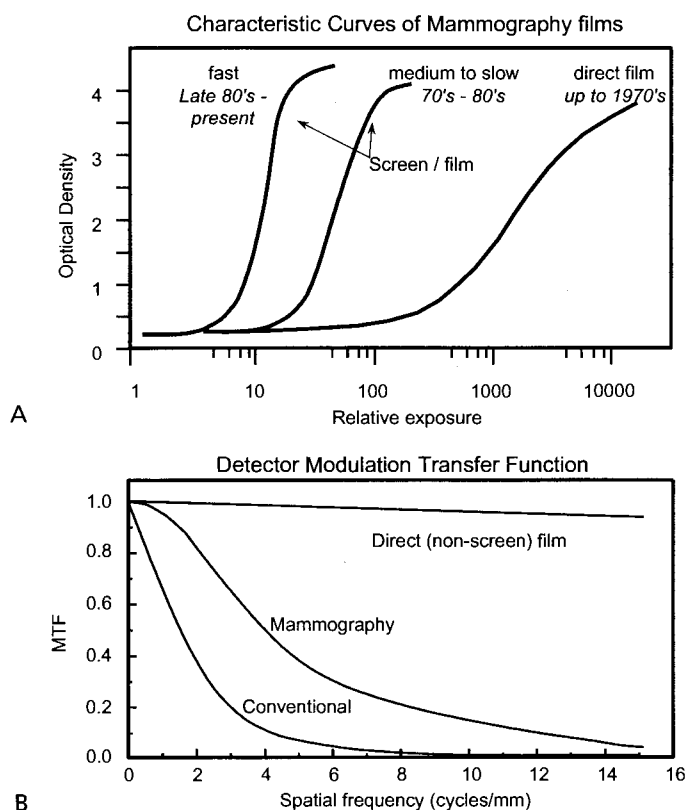 Characteristic Curves of Mammography films
fast
Late 80's -
present
medium to slow
70's - 80's
direct film
up to 1970's
Screen / film
Optical Density
4
3
2
1
0
1 10 100 1000 10000
Relative exposure
A
Detector Modulation Transfer Function
Direct (non-screen) film
Mammography
Conventional
MTF
1.0
0.8
0.6
0.4
0.2
0.0
0 2 4 6 8 10 12 14 16
Spatial frequency (cycles/mm)
B